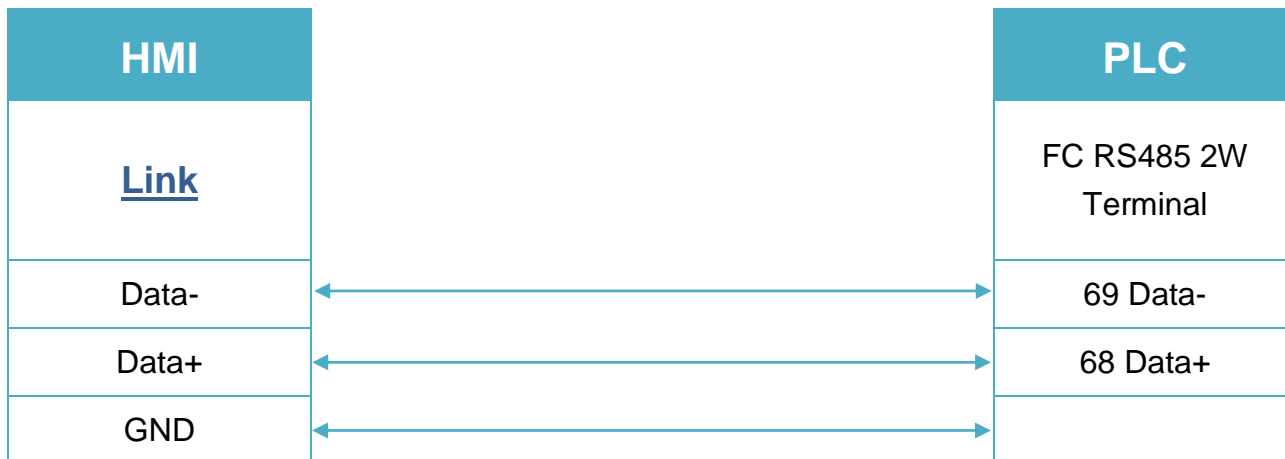 HMI
PLC
Link
FC RS485 2W
Terminal
Data-
69 Data-
Data+
68 Data+
GND